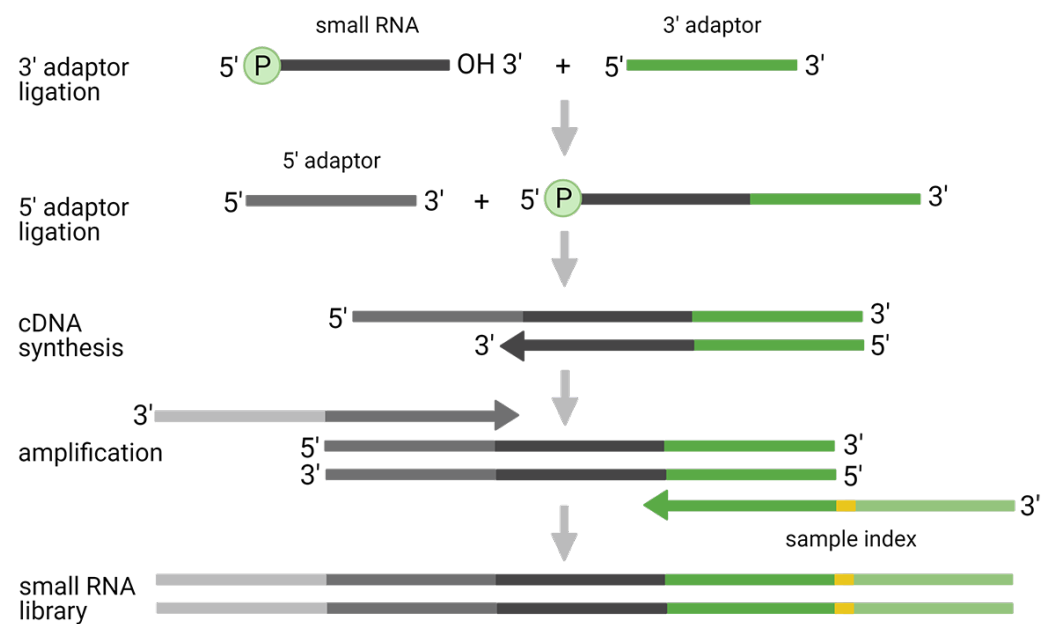 small RNA
3' adaptor
3' adaptor
ligation
5' P OH 3' + 5' 3'
5' adaptor
5' adaptor
ligation
5' 3' + 5' P 3'
cDNA
synthesis
5' 3'
3' 5'
3'
amplification
5' 3'
3' 5'
3'
sample index
small RNA
library